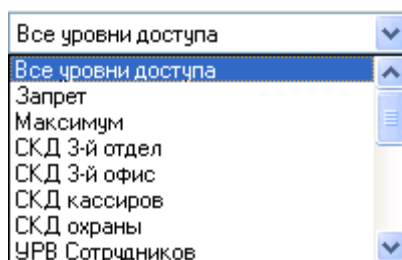 Все уровни доступа
Все уровни доступа
Запрет
Максимум
СКД 3-й отдел
СКД 3-й офис
СКД кассиров
СКД охраны
УРВ Сотрудников